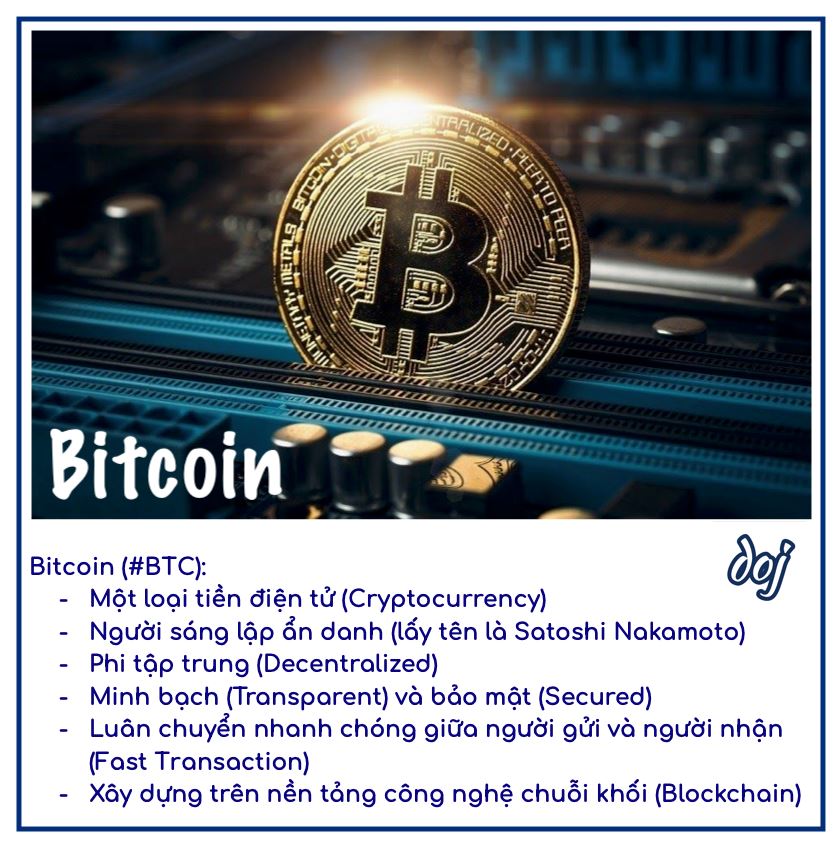 BITCOIN · DIGITAL DECENTRALIZED · PEER TO PEER
Bitcoin
doj
Bitcoin (#BTC):
- Một loại tiền điện tử (Cryptocurrency)
- Người sáng lập ẩn danh (lấy tên là Satoshi Nakamoto)
- Phi tập trung (Decentralized)
- Minh bạch (Transparent) và bảo mật (Secured)
- Luân chuyển nhanh chóng giữa người gửi và người nhận
(Fast Transaction)
- Xây dựng trên nền tảng công nghệ chuỗi khối (Blockchain)